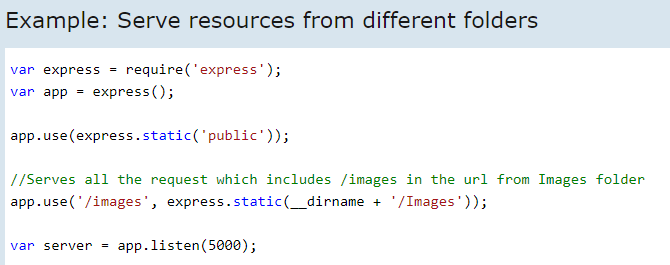 Example: Serve resources from different folders
var express = require('express');
var app = express();
app.use(express.static('public'));
//Serves all the request which includes /images in the url from Images folder
app.use('/images', express.static(__dirname + '/Images'));
var server = app.listen(5000);